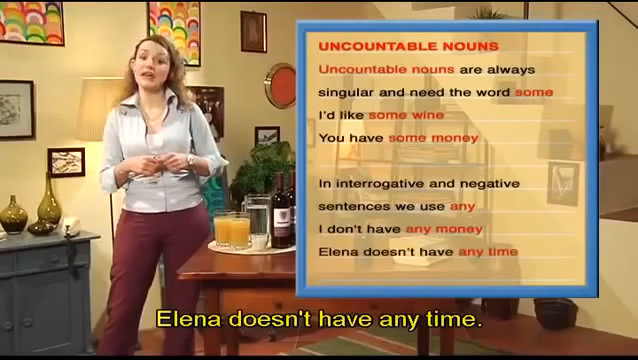 UNCOUNTABLE NOUNS
Uncountable nouns are always
singular and need the word some
I'd like some wine
You have some money
In interrogative and negative
sentences we use any
I don't have any money
Elena doesn't have any time
Elena doesn't have any time.